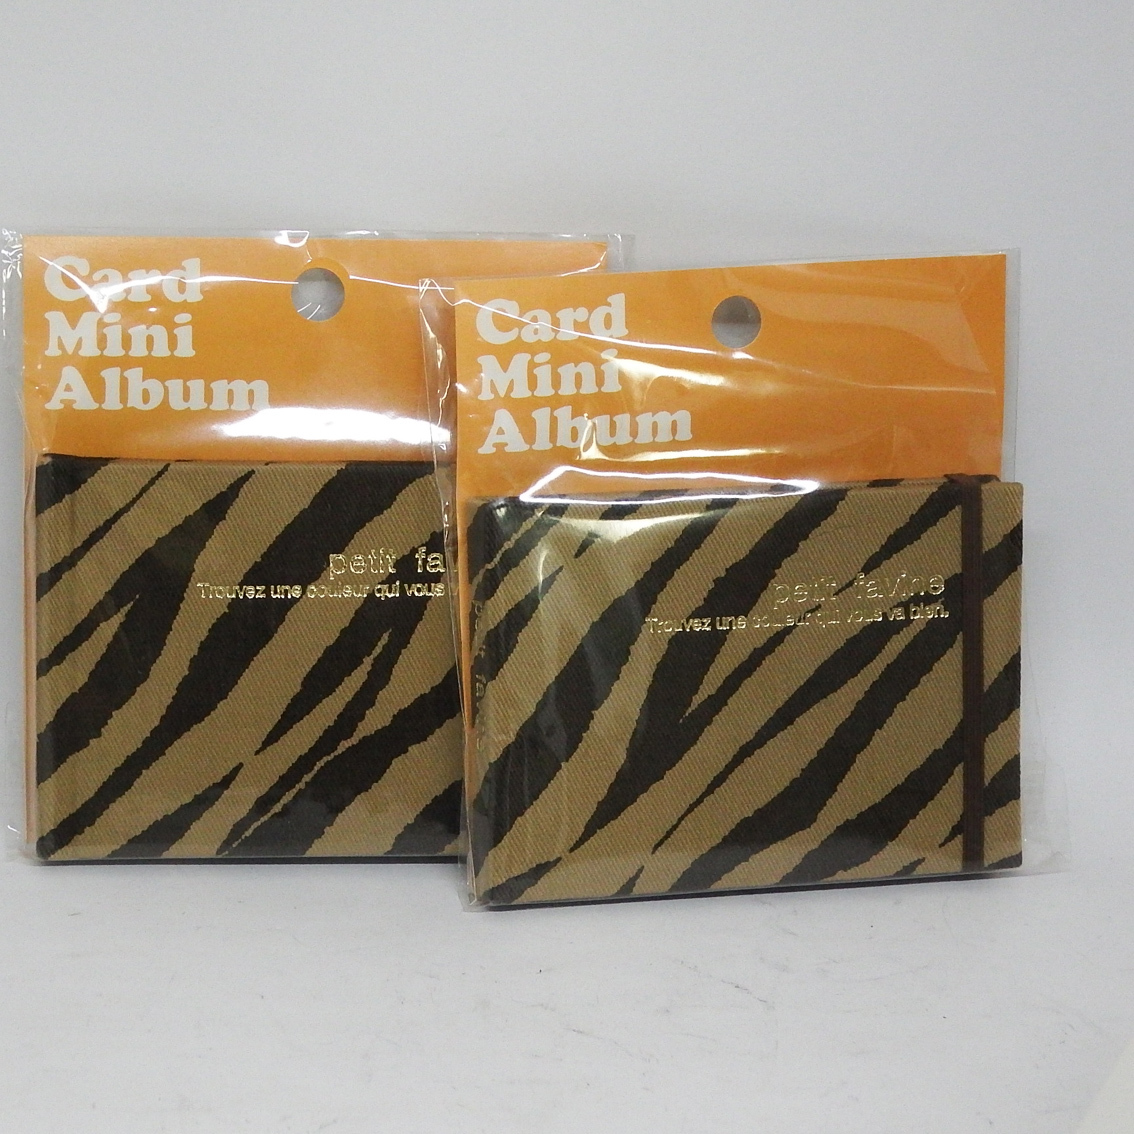 Card
Mini
Album
petit fa
Trouvez une couleur qui vous
Card
Mini
Album
petit favine
Trouvez une couleur qui vous va bien.